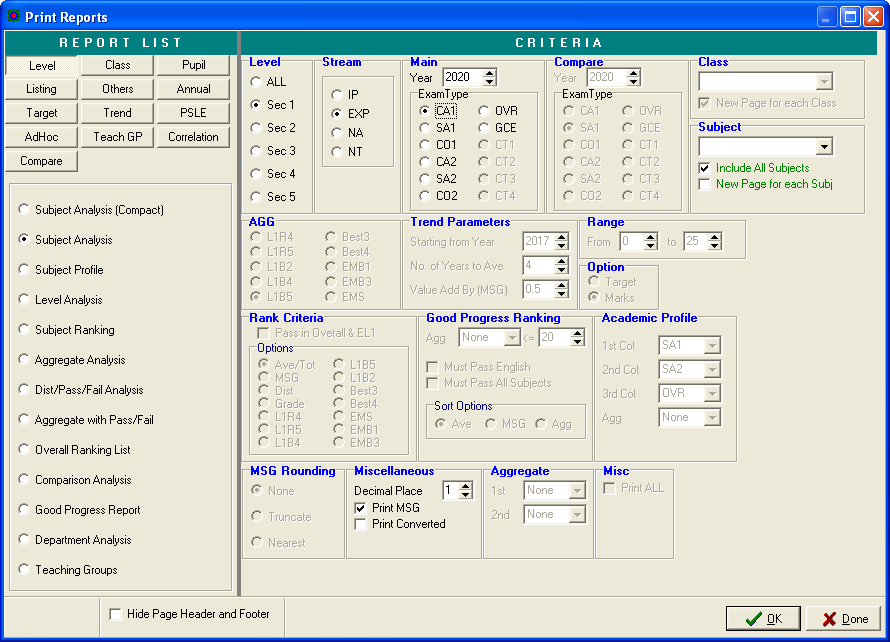 Print Reports
REPORT LIST
CRITERIA
Level Class Pupil
Listing Others Annual
Target Trend PSLE
AdHoc Teach GP Correlation
Compare
Subject Analysis (Compact)
Subject Analysis
Subject Profile
Level Analysis
Subject Ranking
Aggregate Analysis
Dist/Pass/Fail Analysis
Aggregate with Pass/Fail
Overall Ranking List
Comparison Analysis
Good Progress Report
Department Analysis
Teaching Groups
Level
ALL
Sec 1
Sec 2
Sec 3
Sec 4
Sec 5
Stream
IP
EXP
NA
NT
Main
Year 2020
ExamType
CA1 OVR
SA1 GCE
CO1 CT1
CA2 CT2
SA2 CT3
CO2 CT4
Compare
Year 2020
ExamType
CA1 OVR
SA1 GCE
CO1 CT1
CA2 CT2
SA2 CT3
CO2 CT4
Class
New Page for each Class
Subject
Include All Subjects
New Page for each Subj
AGG
L1R4 Best3
L1R5 Best4
L1B2 EMB1
L1B4 EMB3
L1B5 EMS
Trend Parameters
Starting from Year 2017
No. of Years to Ave 4
Value Add By (MSG) 0.5
Range
From 0 to 25
Option
Target
Marks
Rank Criteria
Pass in Overall & EL1
Options
Ave/Tot L1B5
MSG L1B2
Dist Best3
Grade Best4
L1R4 EMS
L1R5 EMB1
L1B4 EMB3
Good Progress Ranking
Agg None <= 20
Must Pass English
Must Pass All Subjects
Sort Options
Ave MSG Agg
Academic Profile
1st Col SA1
2nd Col SA2
3rd Col OVR
Agg None
MSG Rounding
None
Truncate
Nearest
Miscellaneous
Decimal Place 1
Print MSG
Print Converted
Aggregate
1st None
2nd None
Misc
Print ALL
Hide Page Header and Footer
OK
Done